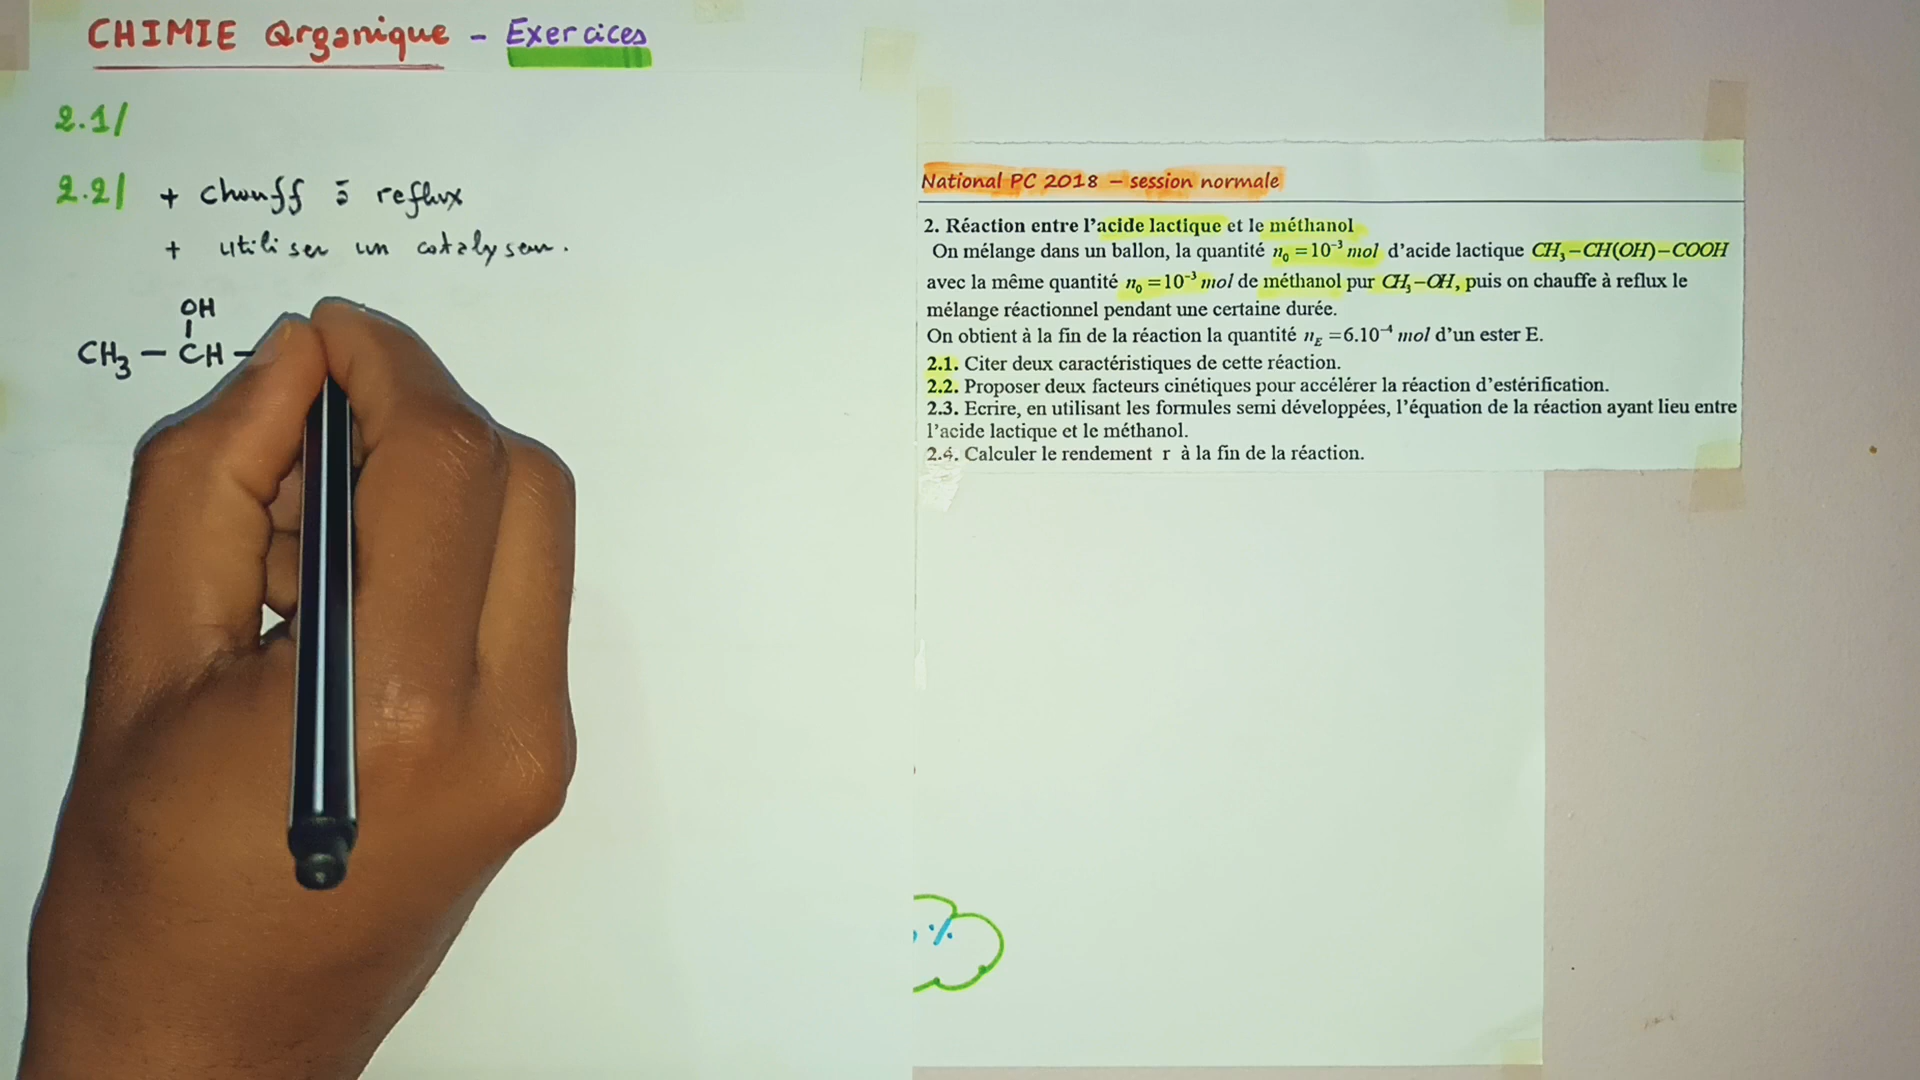 CHIMIE Organique - Exercices
2.1/
2.2/ + chauff à reflux
+ utiliser un catalyseur.
OH
CH₃ – CH –
National PC 2018 – session normale
2. Réaction entre l'acide lactique et le méthanol
On mélange dans un ballon, la quantité n₀ = 10⁻³ mol d'acide lactique CH₃–CH(OH)–COOH
avec la même quantité n₀ = 10⁻³ mol de méthanol pur CH₃–OH, puis on chauffe à reflux le
mélange réactionnel pendant une certaine durée.
On obtient à la fin de la réaction la quantité n_E = 6.10⁻⁴ mol d'un ester E.
2.1. Citer deux caractéristiques de cette réaction.
2.2. Proposer deux facteurs cinétiques pour accélérer la réaction d'estérification.
2.3. Ecrire, en utilisant les formules semi développées, l'équation de la réaction ayant lieu entre
l'acide lactique et le méthanol.
2.4. Calculer le rendement r à la fin de la réaction.
%